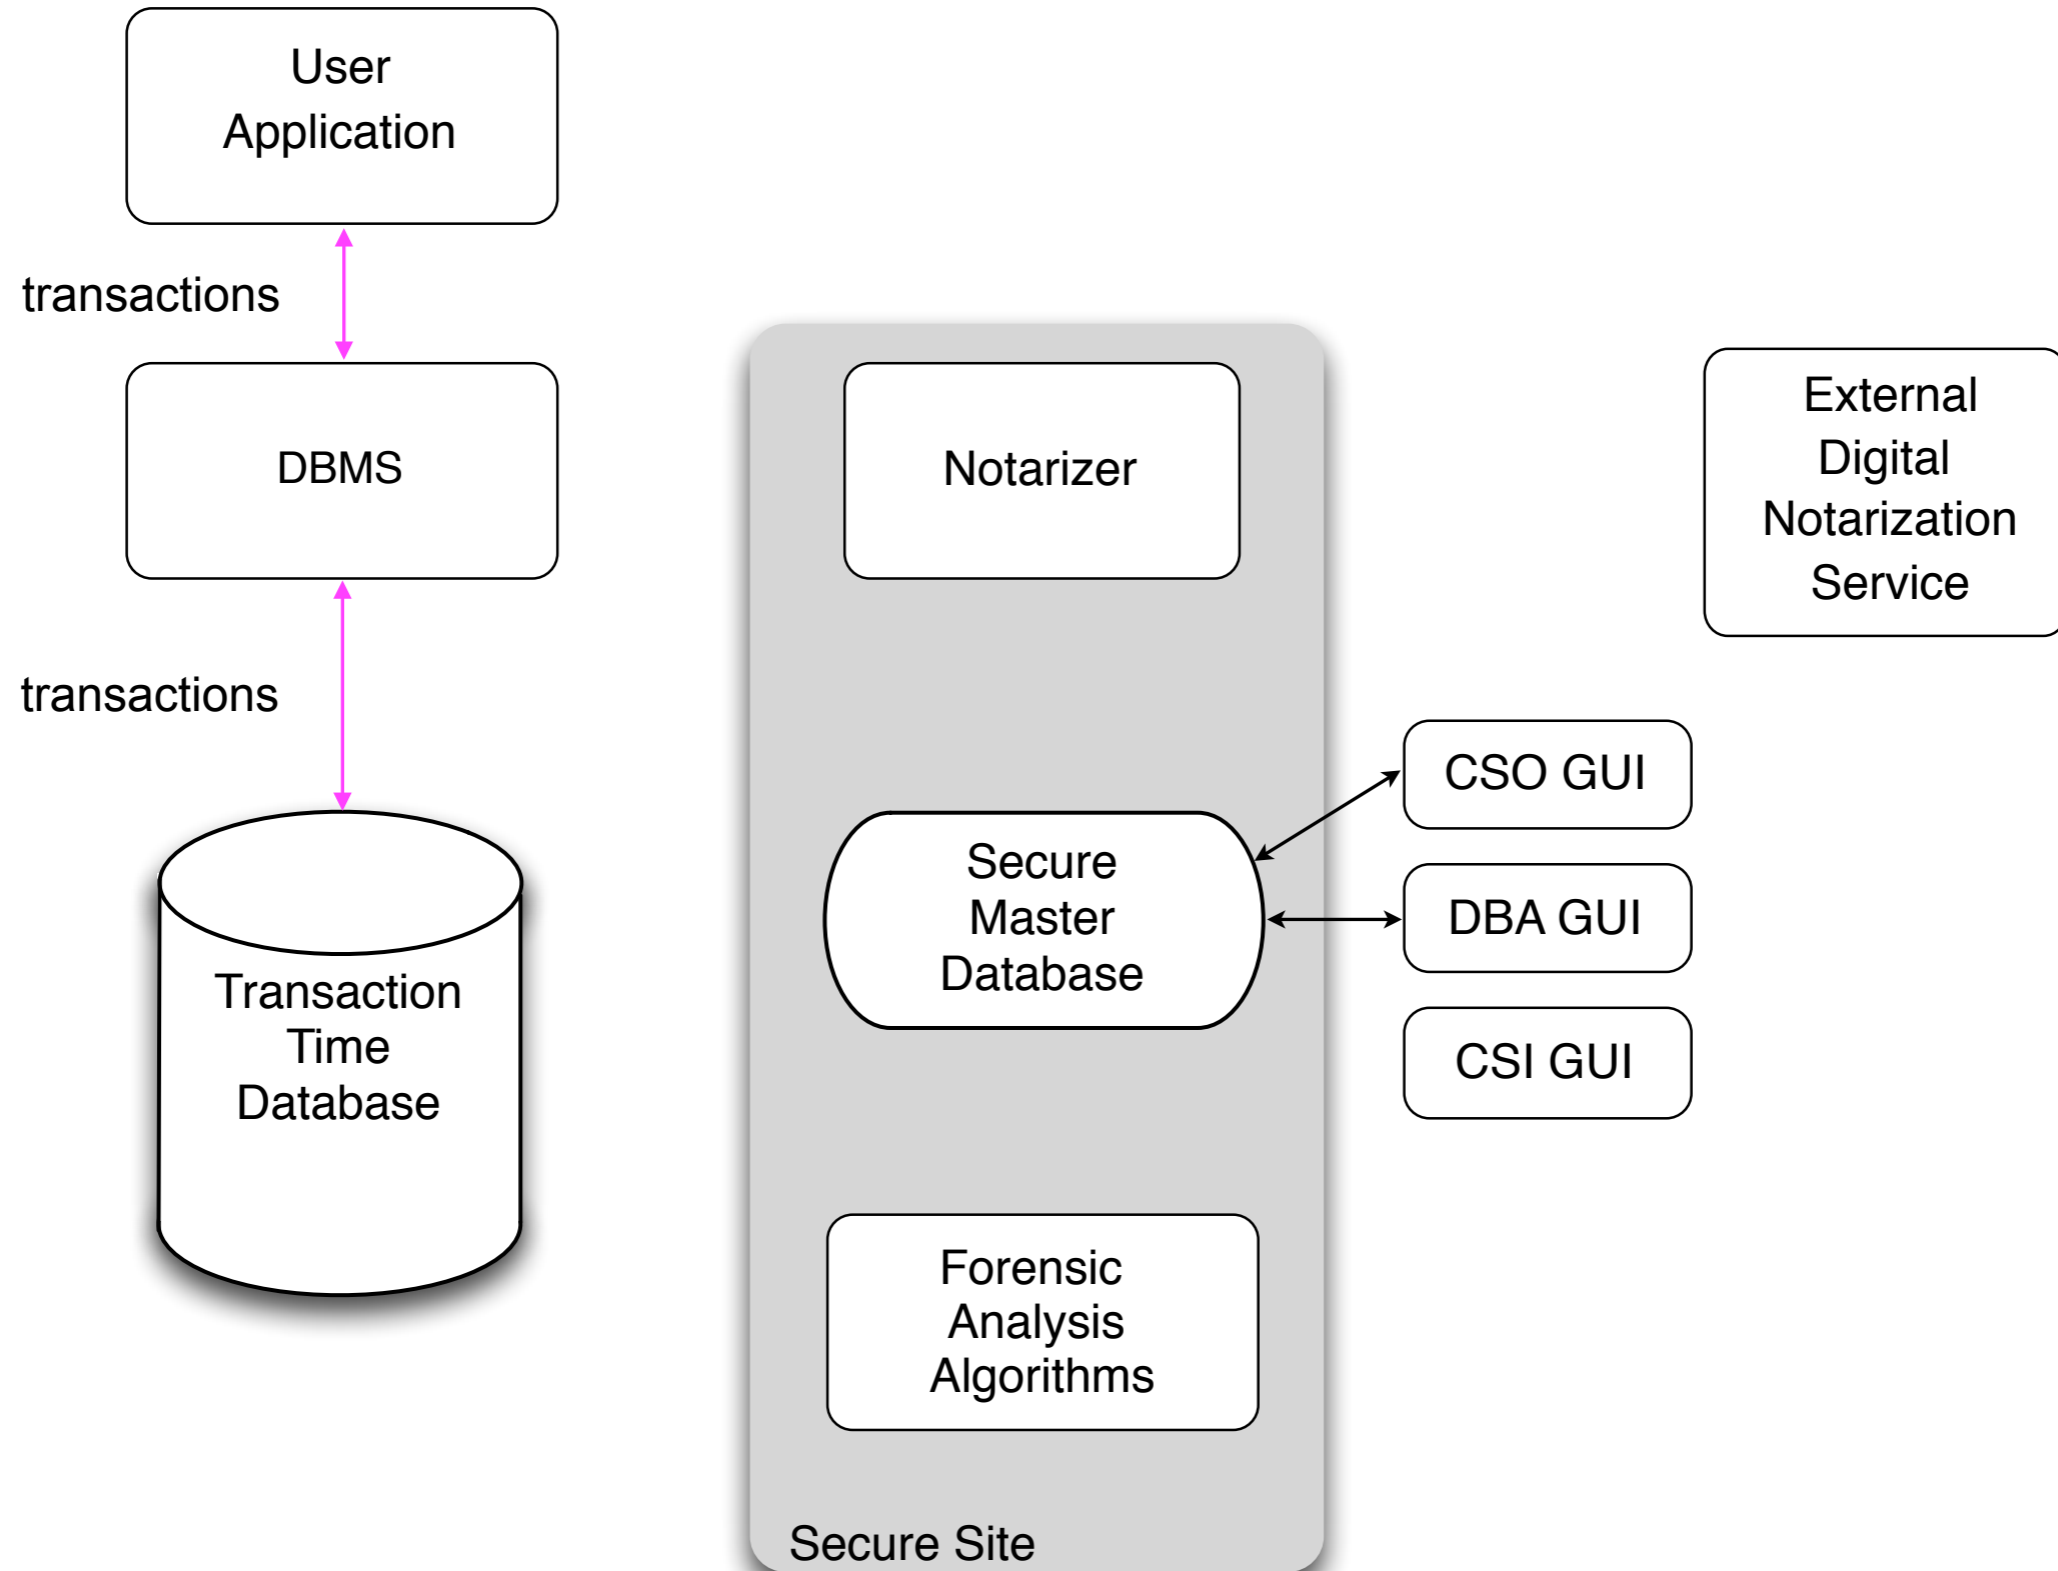 User
Application
transactions
DBMS
transactions
Transaction
Time
Database
Notarizer
Secure
Master
Database
Forensic
Analysis
Algorithms
Secure Site
External
Digital
Notarization
Service
CSO GUI
DBA GUI
CSI GUI